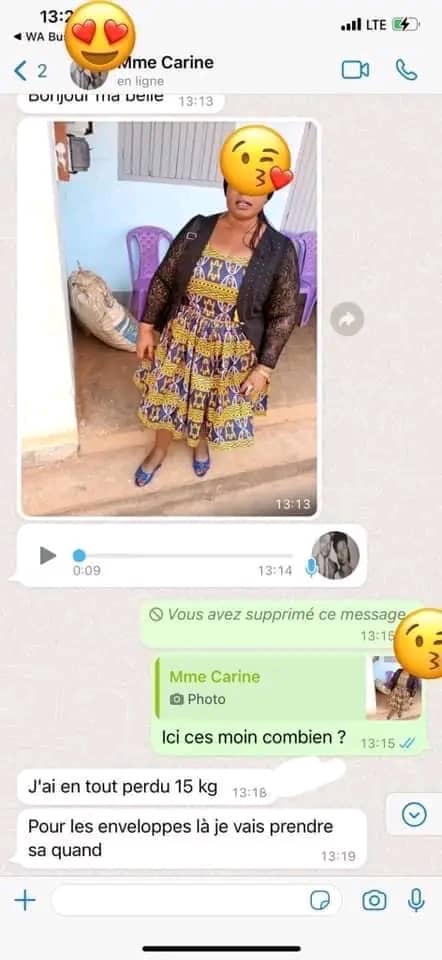 13:2
LTE
WA Bu
2
Mme Carine
en ligne
Bonjour ma belle 13:13
13:13
0:09 13:14
Vous avez supprimé ce message
13:15
Mme Carine
Photo
Ici ces moin combien ? 13:15
J'ai en tout perdu 15 kg 13:18
Pour les enveloppes là je vais prendre
sa quand
13:19